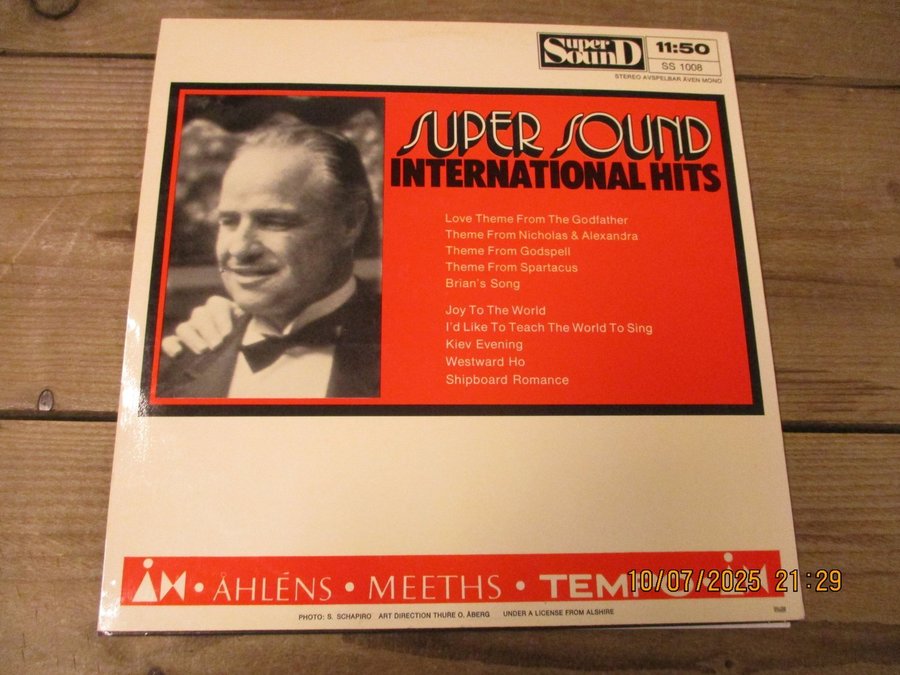 Super Sound
11:50
SS 1008
STEREO AVSPELBAR ÄVEN MONO
SUPER SOUND
INTERNATIONAL HITS
Love Theme From The Godfather
Theme From Nicholas & Alexandra
Theme From Godspell
Theme From Spartacus
Brian's Song
Joy To The World
I'd Like To Teach The World To Sing
Kiev Evening
Westward Ho
Shipboard Romance
• ÅHLÉNS • MEETHS • TEMPO •
10/07/2025 21:29
PHOTO: S. SCHAPIRO ART DIRECTION THURE O. ÅBERG UNDER A LICENSE FROM ALSHIRE